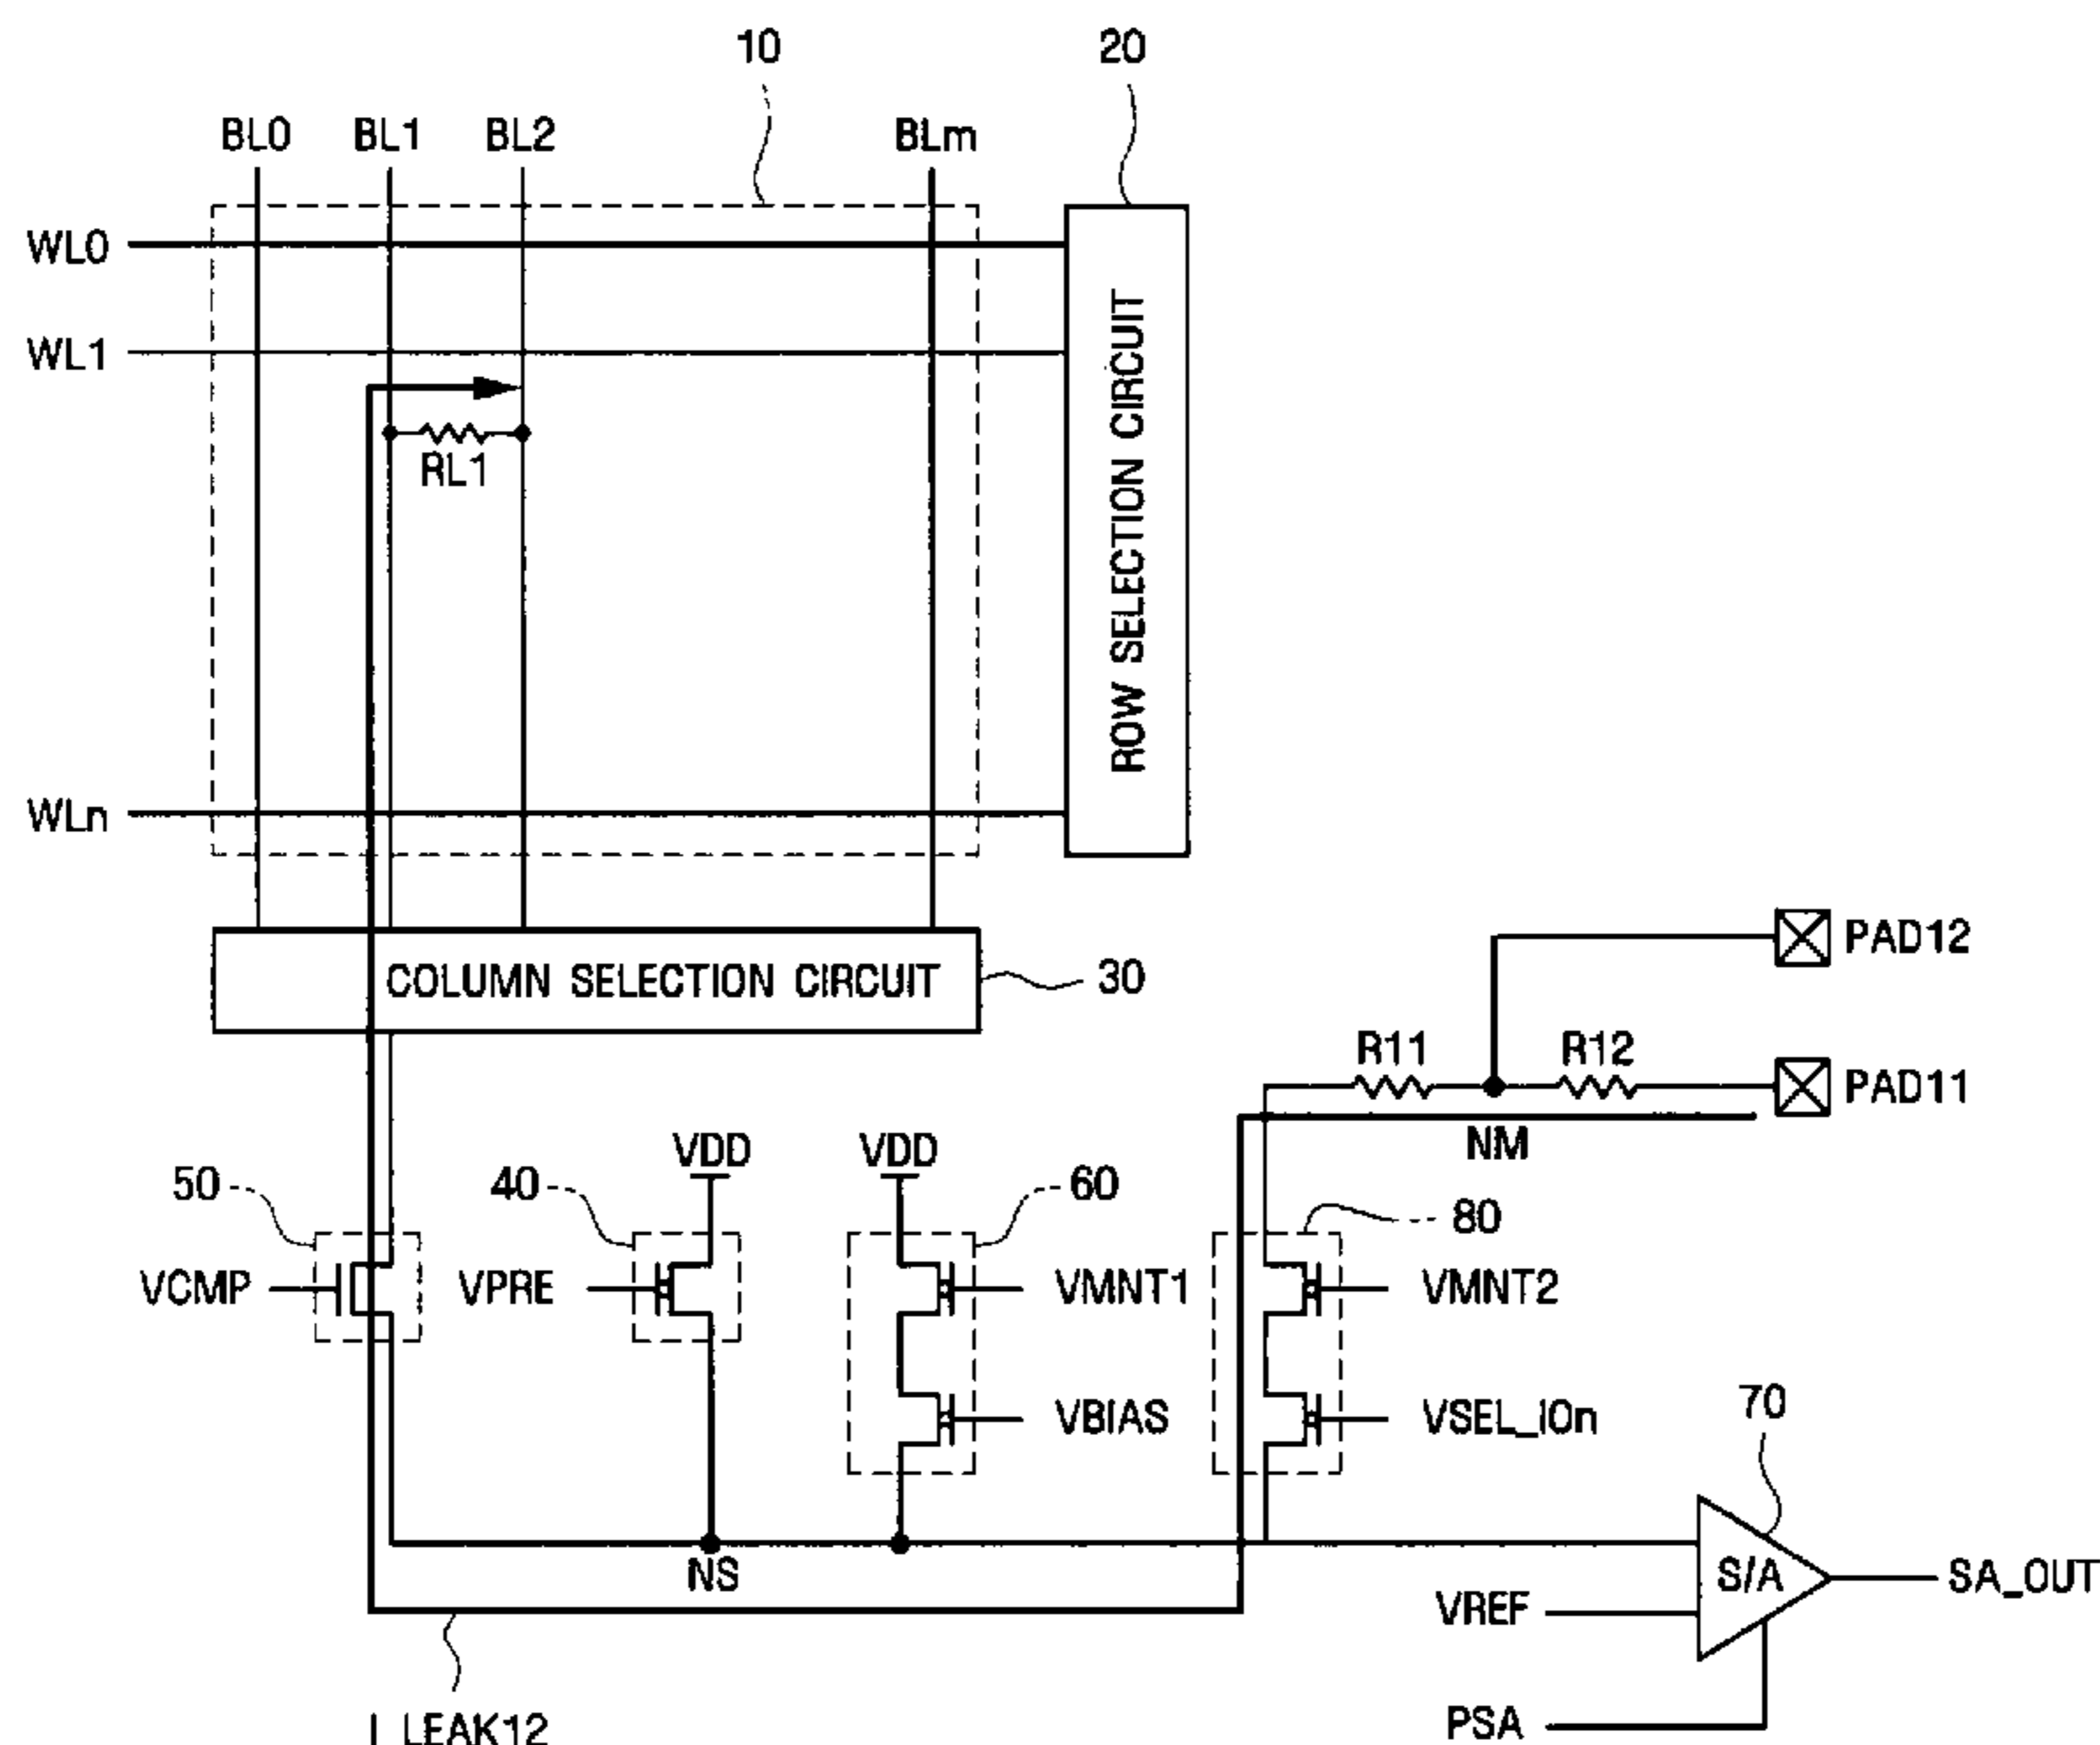 10
20
BL0
BL1
BL2
BLm
WL0
WL1
RL1
ROW SELECTION CIRCUIT
WLn
COLUMN SELECTION CIRCUIT
30
PAD12
R11
R12
PAD11
NM
50
40
VDD
VDD
60
80
VCMP
VPRE
VMNT1
VMNT2
VBIAS
VSEL_IOn
70
NS
S/A
SA_OUT
VREF
PSA
I_LEAK12